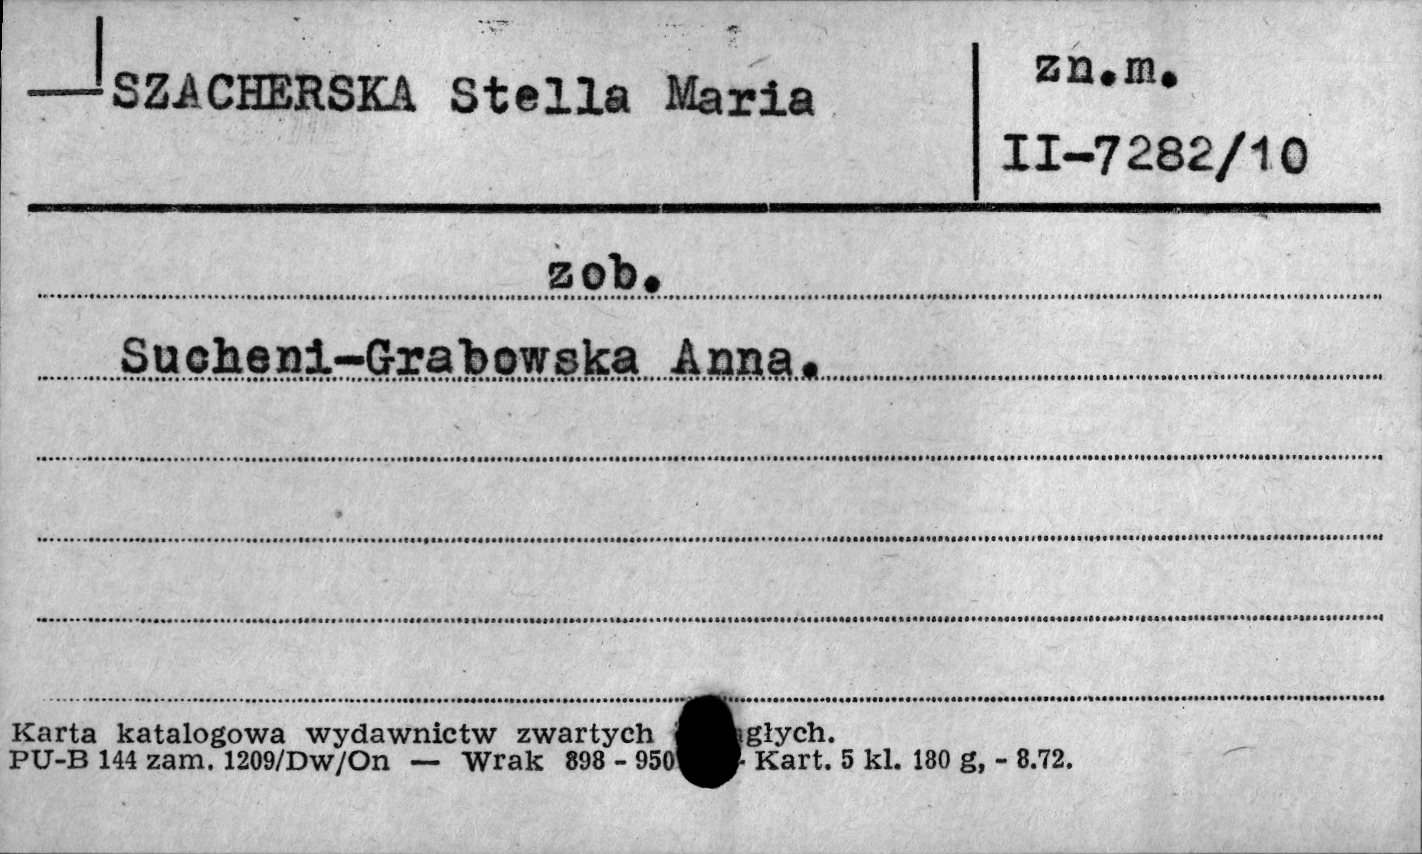 SZACHERSKA Stella Maria
zn.m.
II-7282/10
zob.
Sucheni-Grabowska Anna.
Karta katalogowa wydawnictw zwartych głych.
PU-B 144 zam. 1209/Dw/On — Wrak 898 - 950 - Kart. 5 kl. 180 g, - 8.72.